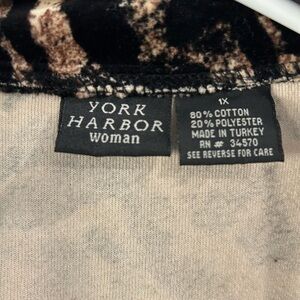 YORK
HARBOR
woman
1X
80% COTTON
20% POLYESTER
MADE IN TURKEY
RN # 34570
SEE REVERSE FOR CARE